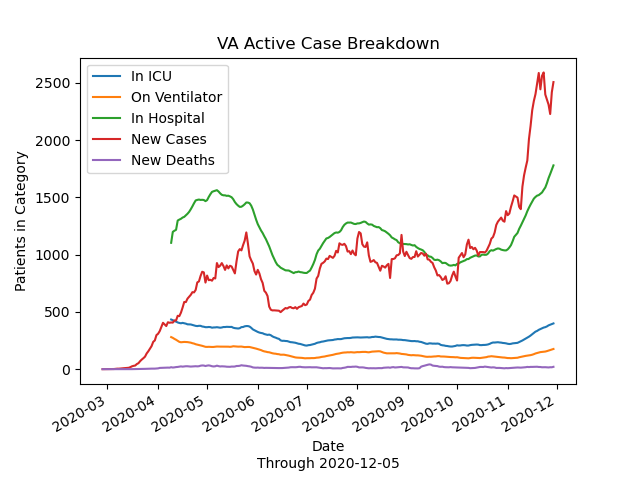 VA Active Case Breakdown
In ICU
On Ventilator
In Hospital
New Cases
New Deaths
Patients in Category
2500
2000
1500
1000
500
0
2020-03
2020-04
2020-05
2020-06
2020-07
2020-08
2020-09
2020-10
2020-11
2020-12
Date
Through 2020-12-05